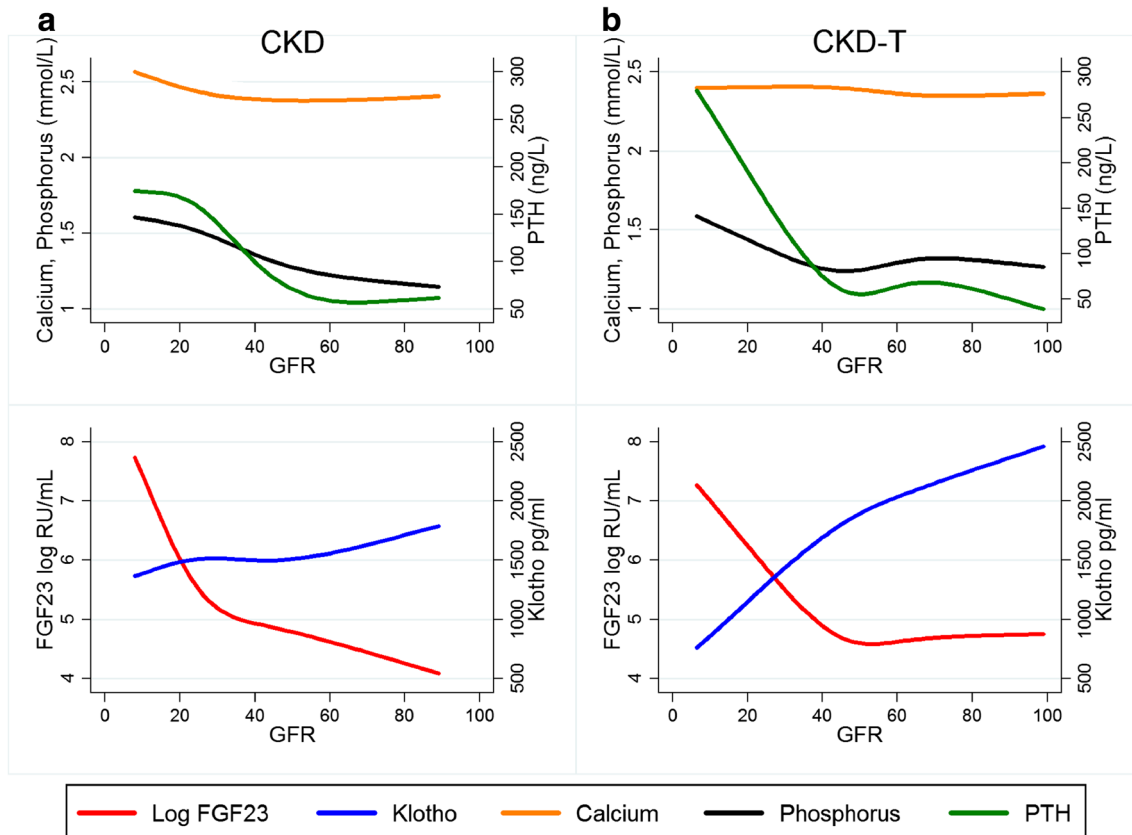 a
CKD
Calcium, Phosphorus (mmol/L)
2.5
2
1.5
1
PTH (ng/L)
300
250
200
150
100
50
0 20 40 60 80 100
GFR
b
CKD-T
Calcium, Phosphorus (mmol/L)
2.5
2
1.5
1
PTH (ng/L)
300
250
200
150
100
50
0 20 40 60 80 100
GFR
FGF23 log RU/mL
8
7
6
5
4
Klotho pg/ml
2500
2000
1500
1000
500
0 20 40 60 80 100
GFR
FGF23 log RU/mL
8
7
6
5
4
Klotho pg/ml
2500
2000
1500
1000
500
0 20 40 60 80 100
GFR
Log FGF23 Klotho Calcium Phosphorus PTH